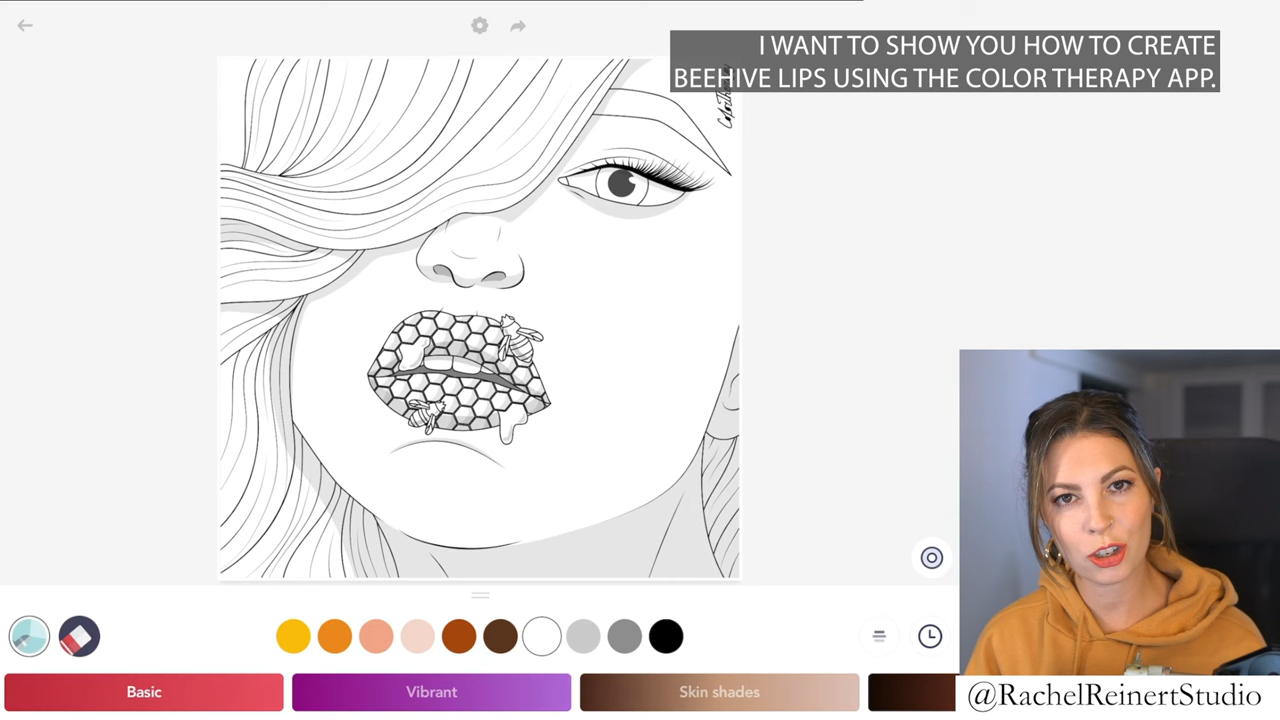 I WANT TO SHOW YOU HOW TO CREATE
BEEHIVE LIPS USING THE COLOR THERAPY APP.
Basic
Vibrant
Skin shades
@RachelReinertStudio